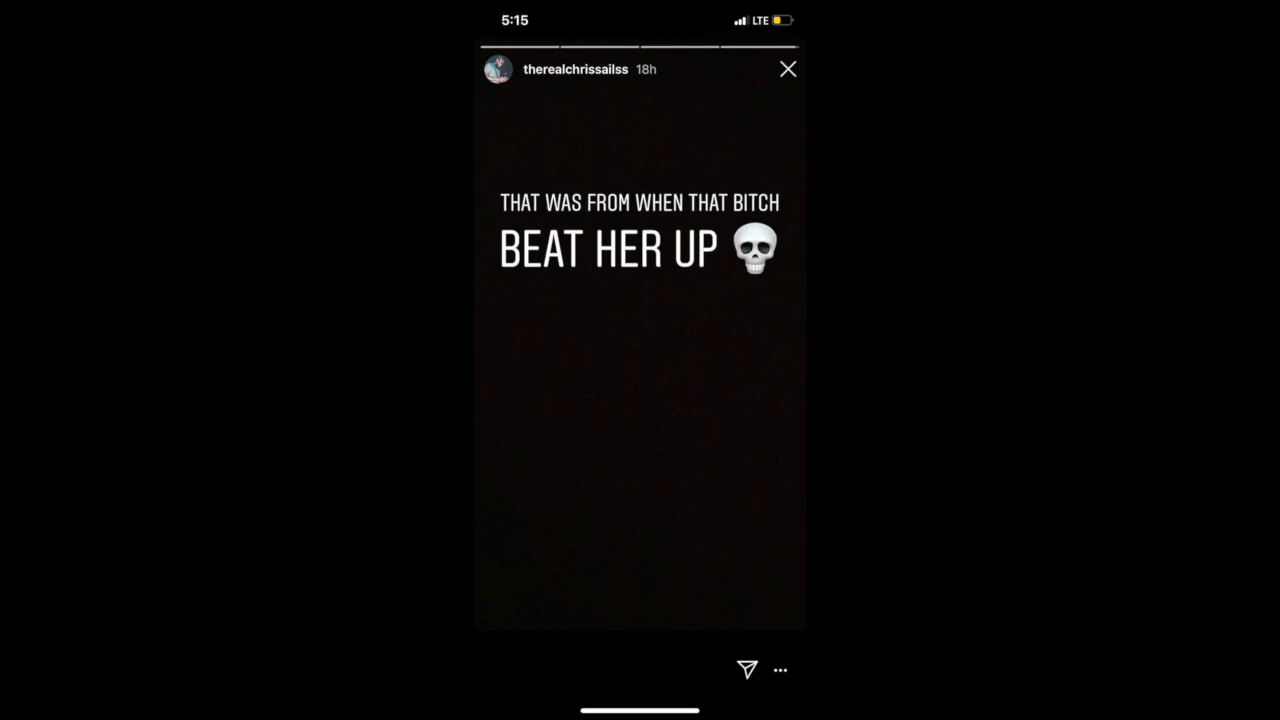 5:15 LTE
therealchrissailss 18h
THAT WAS FROM WHEN THAT BITCH
BEAT HER UP 💀